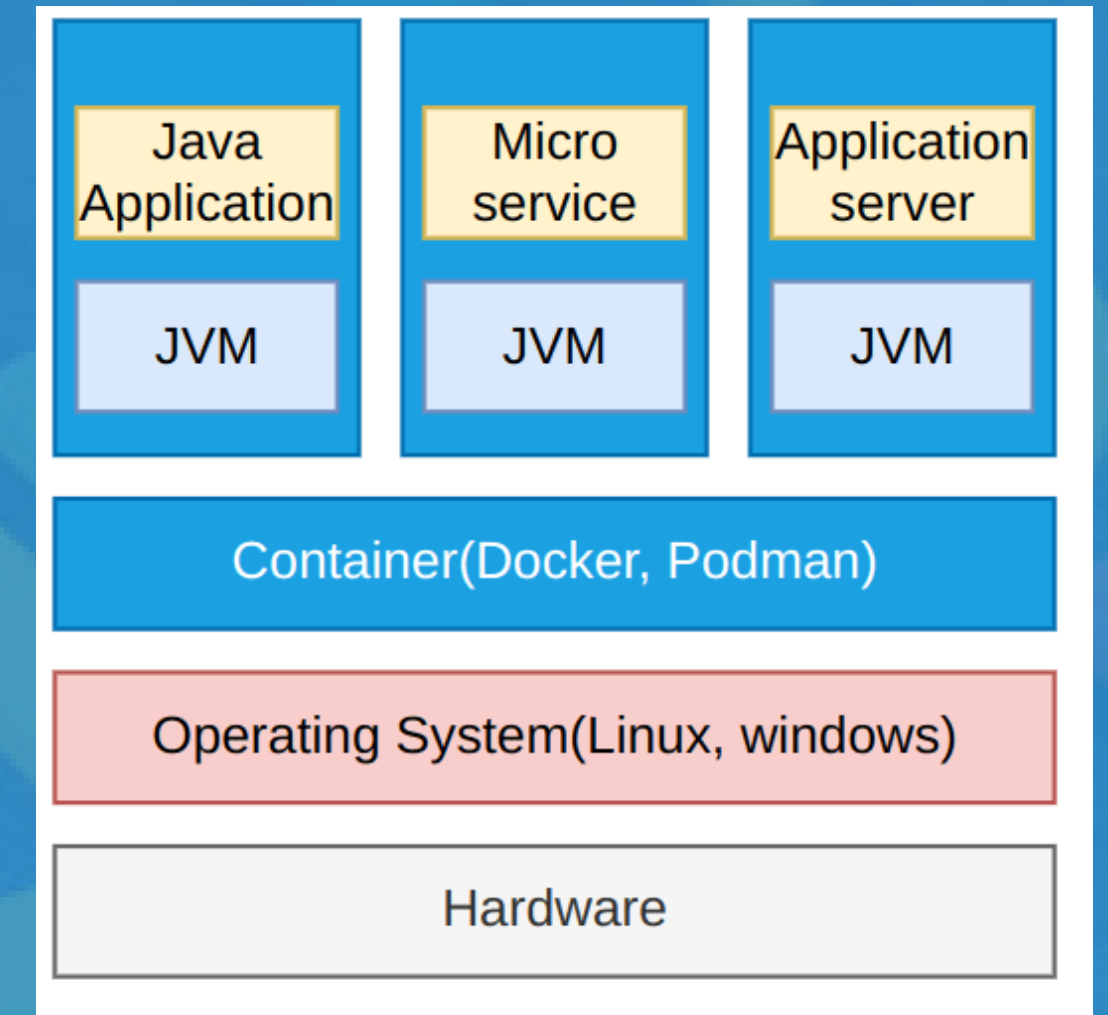 Java
Application
Micro
service
Application
server
JVM
JVM
JVM
Container(Docker, Podman)
Operating System(Linux, windows)
Hardware